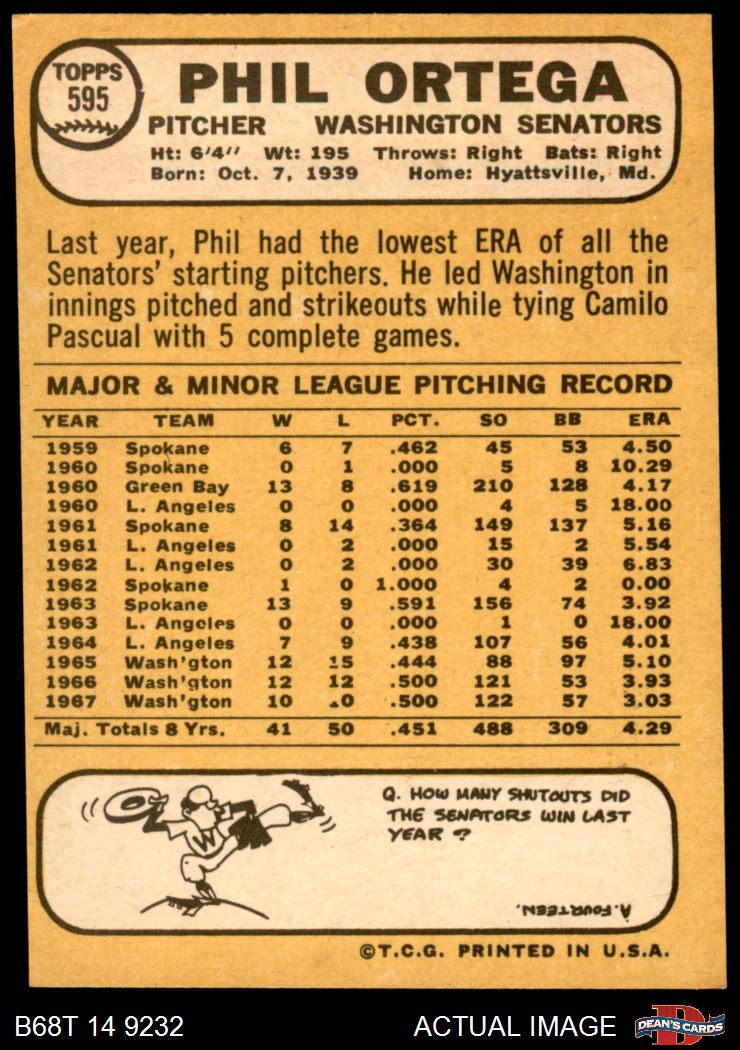 TOPPS
595
PHIL ORTEGA
PITCHER WASHINGTON SENATORS
Ht: 6'4" Wt: 195 Throws: Right Bats: Right
Born: Oct. 7, 1939 Home: Hyattsville, Md.
Last year, Phil had the lowest ERA of all the
Senators' starting pitchers. He led Washington in
innings pitched and strikeouts while tying Camilo
Pascual with 5 complete games.
MAJOR & MINOR LEAGUE PITCHING RECORD
YEAR TEAM W L PCT. SO BB ERA
1959 Spokane 6 7 .462 45 53 4.50
1960 Spokane 0 1 .000 5 8 10.29
1960 Green Bay 13 8 .619 210 128 4.17
1960 L. Angeles 0 0 .000 4 5 18.00
1961 Spokane 8 14 .364 149 137 5.16
1961 L. Angeles 0 2 .000 15 2 5.54
1962 L. Angeles 0 2 .000 30 39 6.83
1962 Spokane 1 0 1.000 4 2 0.00
1963 Spokane 13 9 .591 156 74 3.92
1963 L. Angeles 0 0 .000 1 0 18.00
1964 L. Angeles 7 9 .438 107 56 4.01
1965 Wash'gton 12 15 .444 88 97 5.10
1966 Wash'gton 12 12 .500 121 53 3.93
1967 Wash'gton 10 10 .500 122 57 3.03
Maj. Totals 8 Yrs. 41 50 .451 488 309 4.29
W
Q. HOW MANY SHUTOUTS DID
THE SENATORS WIN LAST
YEAR ?
A. FOURTEEN.
©T.C.G. PRINTED IN U.S.A.
B68T 14 9232 ACTUAL IMAGE
D
DEAN'S CARDS